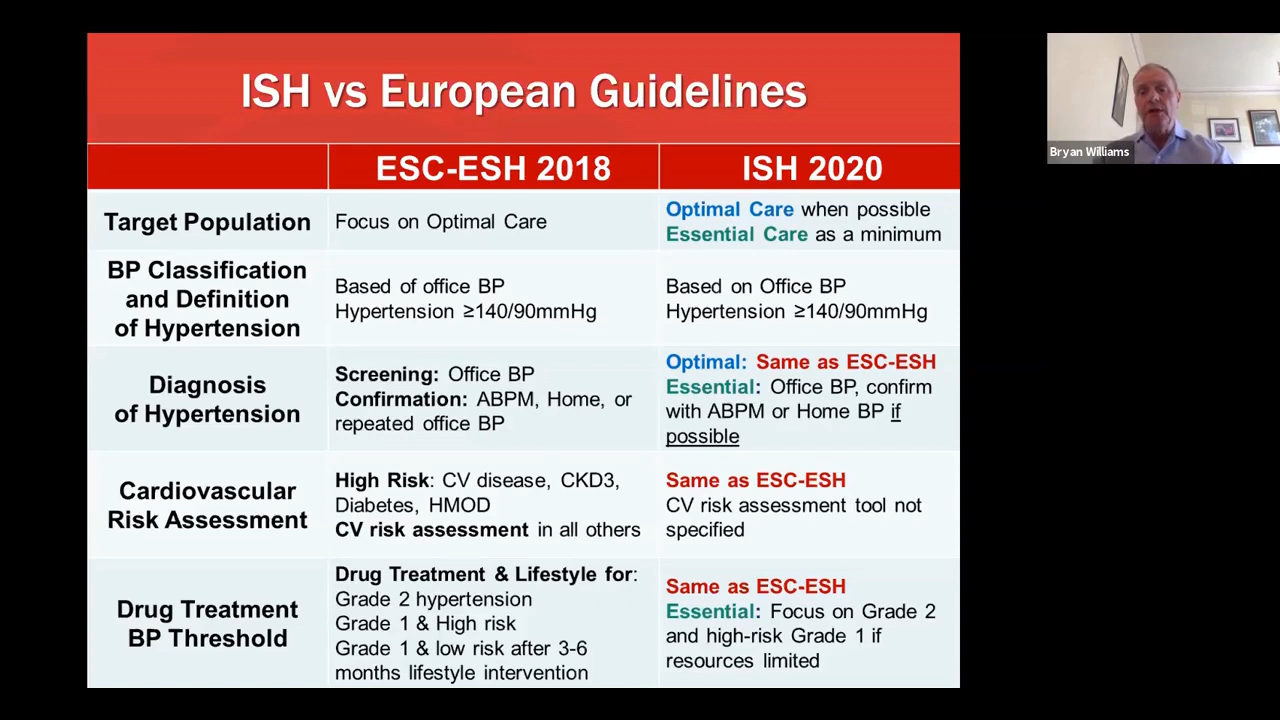 ISH vs European Guidelines
ESC-ESH 2018
ISH 2020
Target Population
Focus on Optimal Care
Optimal Care when possible
Essential Care as a minimum
BP Classification
and Definition
of Hypertension
Based of office BP
Hypertension ≥140/90mmHg
Based on Office BP
Hypertension ≥140/90mmHg
Diagnosis
of Hypertension
Screening: Office BP
Confirmation: ABPM, Home, or
repeated office BP
Optimal: Same as ESC-ESH
Essential: Office BP, confirm
with ABPM or Home BP if
possible
Cardiovascular
Risk Assessment
High Risk: CV disease, CKD3,
Diabetes, HMOD
CV risk assessment in all others
Same as ESC-ESH
CV risk assessment tool not
specified
Drug Treatment
BP Threshold
Drug Treatment & Lifestyle for:
Grade 2 hypertension
Grade 1 & High risk
Grade 1 & low risk after 3-6
months lifestyle intervention
Same as ESC-ESH
Essential: Focus on Grade 2
and high-risk Grade 1 if
resources limited
Bryan Williams